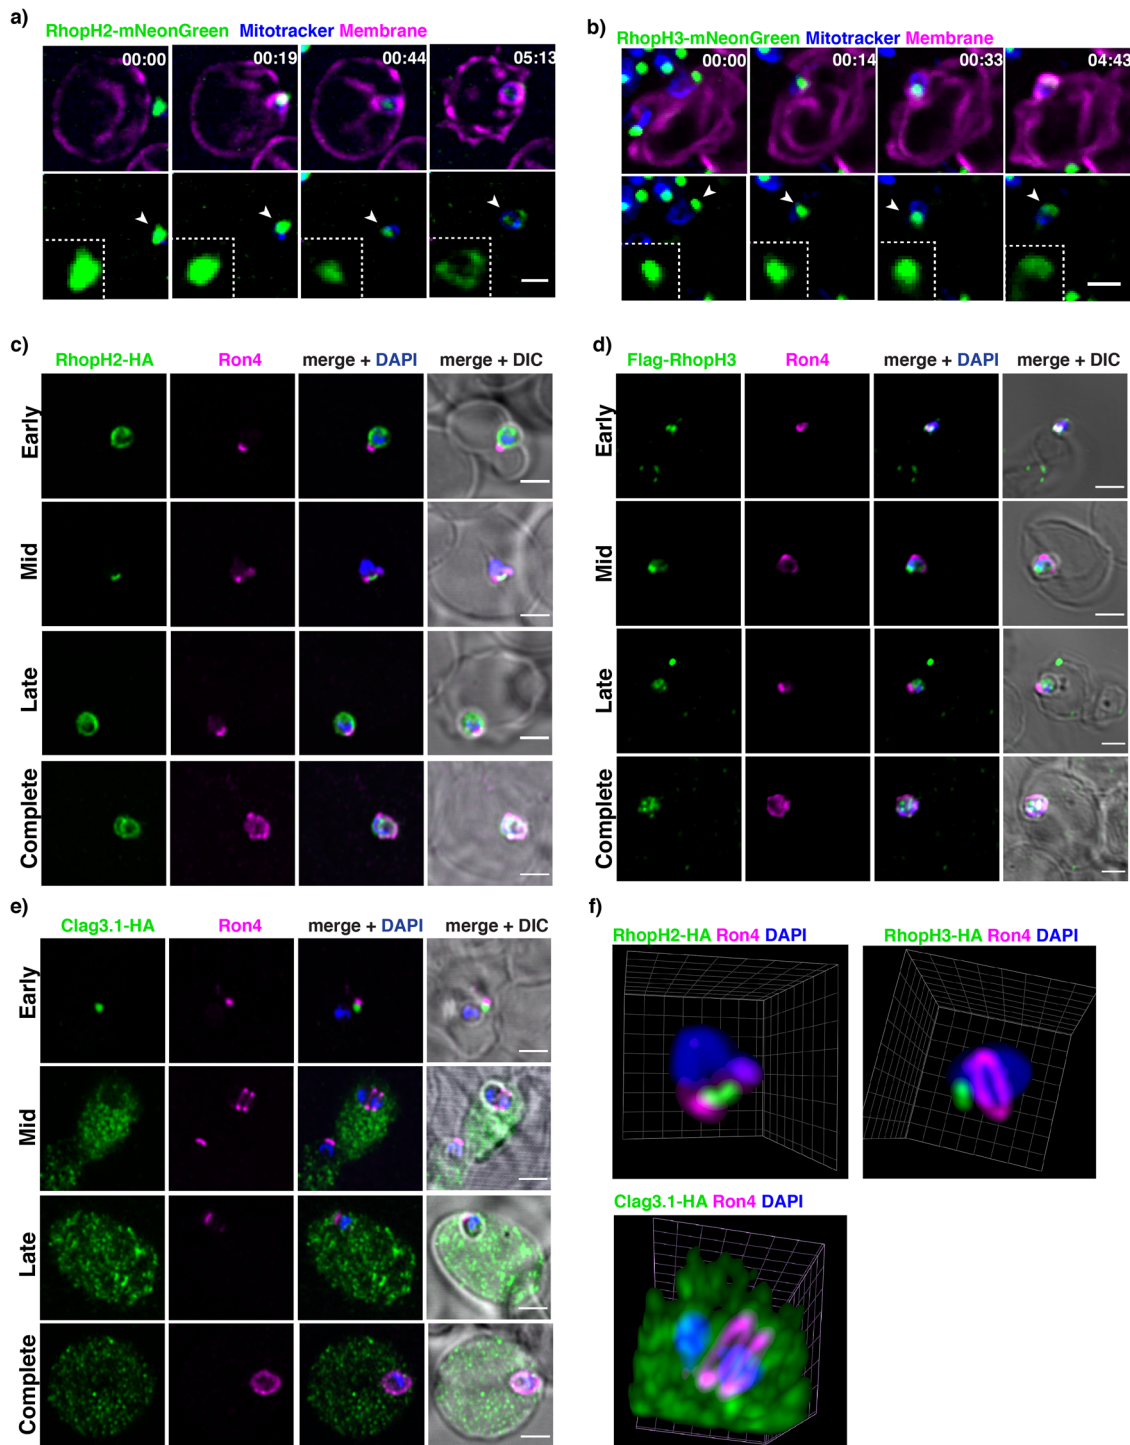 a)
RhopH2-mNeonGreen Mitotracker Membrane
00:00
00:19
00:44
05:13
b)
RhopH3-mNeonGreen Mitotracker Membrane
00:00
00:14
00:33
04:43
c)
RhopH2-HA
Ron4
merge + DAPI
merge + DIC
Early
Mid
Late
Complete
d)
Flag-RhopH3
Ron4
merge + DAPI
merge + DIC
Early
Mid
Late
Complete
e)
Clag3.1-HA
Ron4
merge + DAPI
merge + DIC
Early
Mid
Late
Complete
f)
RhopH2-HA Ron4 DAPI
RhopH3-HA Ron4 DAPI
Clag3.1-HA Ron4 DAPI